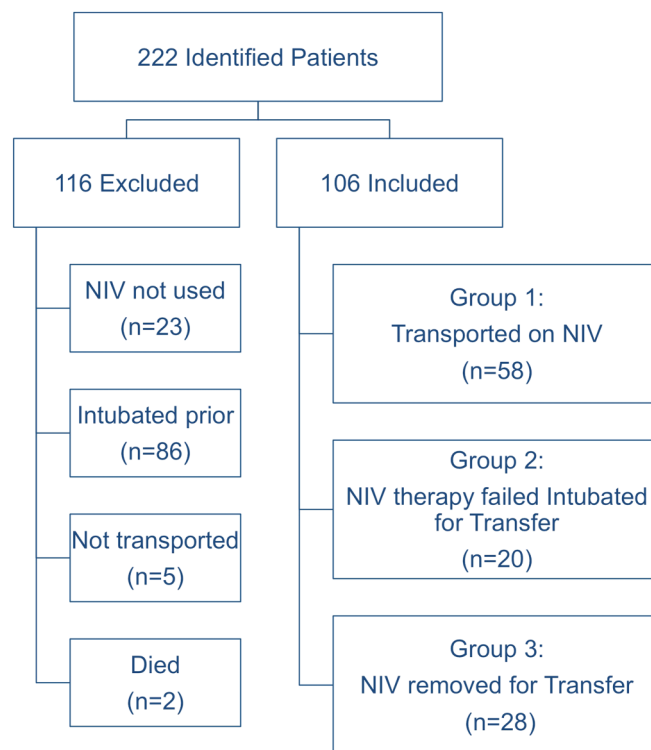 222 Identified Patients
116 Excluded
106 Included
NIV not used
(n=23)
Intubated prior
(n=86)
Not transported
(n=5)
Died
(n=2)
Group 1:
Transported on NIV
(n=58)
Group 2:
NIV therapy failed Intubated
for Transfer
(n=20)
Group 3:
NIV removed for Transfer
(n=28)